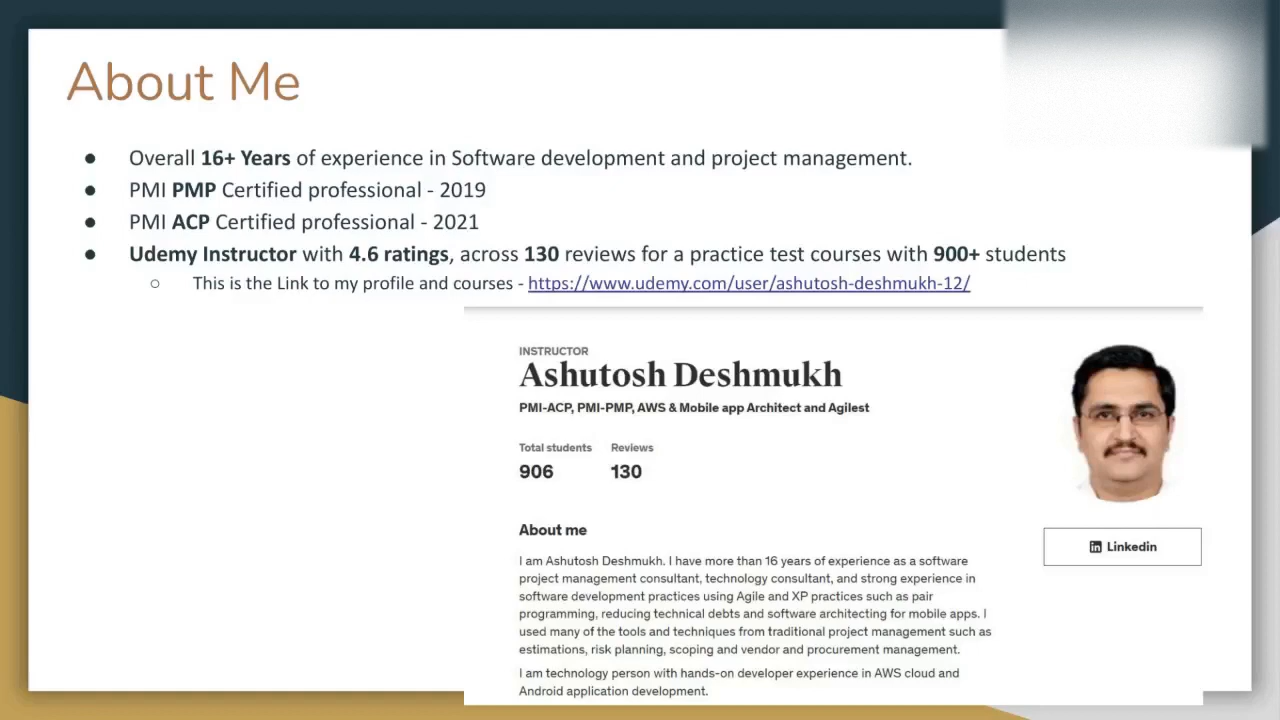 About Me
● Overall 16+ Years of experience in Software development and project management.
● PMI PMP Certified professional - 2019
● PMI ACP Certified professional - 2021
● Udemy Instructor with 4.6 ratings, across 130 reviews for a practice test courses with 900+ students
○ This is the Link to my profile and courses - https://www.udemy.com/user/ashutosh-deshmukh-12/
INSTRUCTOR
Ashutosh Deshmukh
PMI-ACP, PMI-PMP, AWS & Mobile app Architect and Agilest
Total students Reviews
906 130
About me
I am Ashutosh Deshmukh. I have more than 16 years of experience as a software
project management consultant, technology consultant, and strong experience in
software development practices using Agile and XP practices such as pair
programming, reducing technical debts and software architecting for mobile apps. I
used many of the tools and techniques from traditional project management such as
estimations, risk planning, scoping and vendor and procurement management.
I am technology person with hands-on developer experience in AWS cloud and
Android application development.
Linkedin